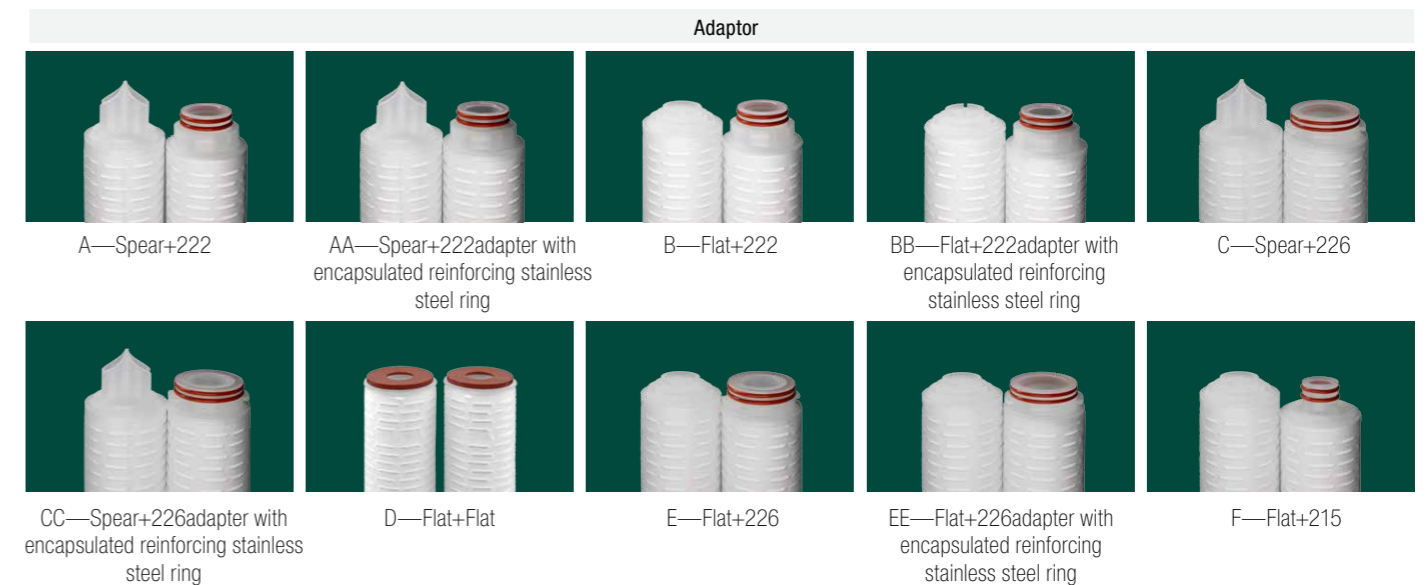 Adaptor
A—Spear+222
AA—Spear+222adapter with
encapsulated reinforcing stainless
steel ring
B—Flat+222
BB—Flat+222adapter with
encapsulated reinforcing
stainless steel ring
C—Spear+226
CC—Spear+226adapter with
encapsulated reinforcing stainless
steel ring
D—Flat+Flat
E—Flat+226
EE—Flat+226adapter with
encapsulated reinforcing
stainless steel ring
F—Flat+215